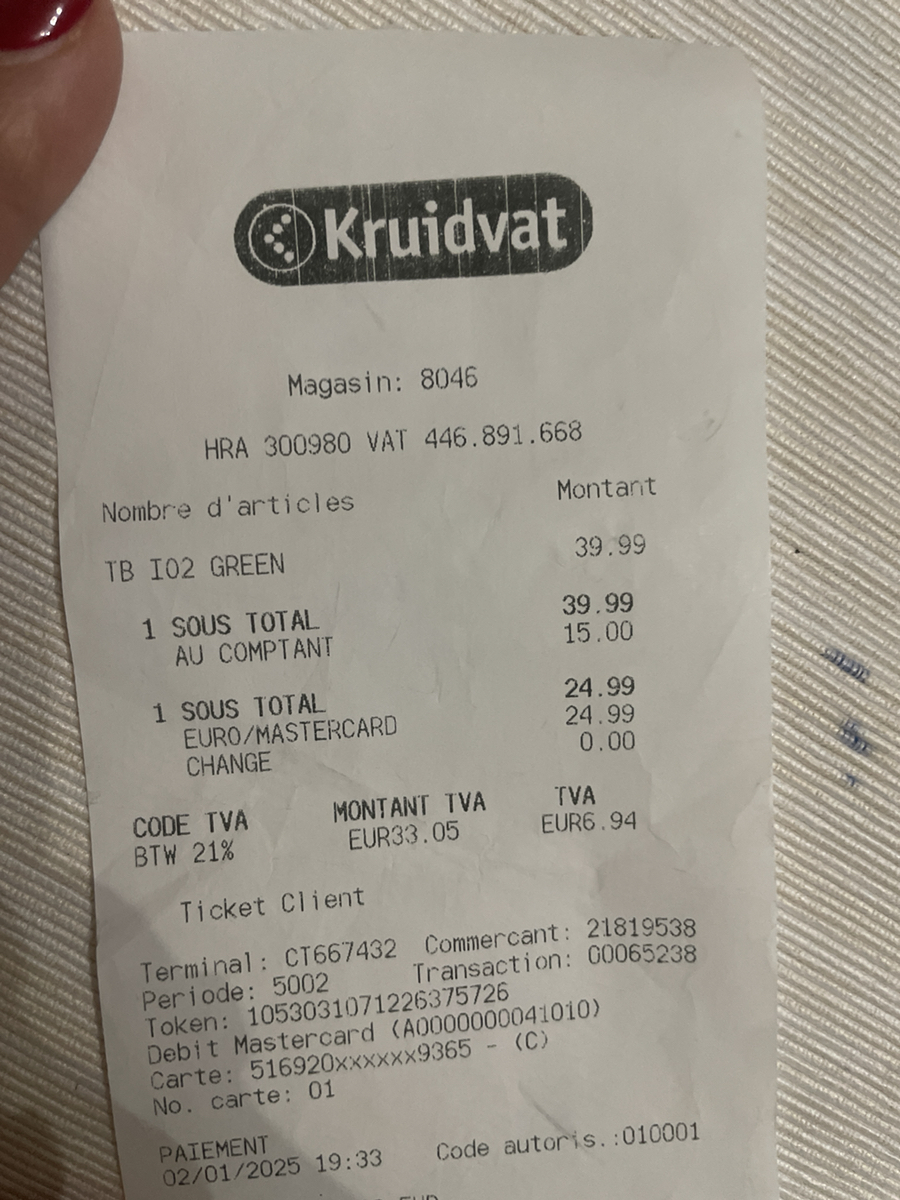 Kruidvat
Magasin: 8046
HRA 300980 VAT 446.891.668
Nombre d'articles Montant
TB IO2 GREEN 39.99
1 SOUS TOTAL 39.99
AU COMPTANT 15.00
1 SOUS TOTAL 24.99
EURO/MASTERCARD 24.99
CHANGE 0.00
CODE TVA MONTANT TVA TVA
BTW 21% EUR33.05 EUR6.94
Ticket Client
Terminal: CT667432 Commercant: 21819538
Periode: 5002 Transaction: 00065238
Token: 1053031071226375726
Debit Mastercard (A0000000041010)
Carte: 516920xxxxxx9365 - (C)
No. carte: 01
PAIEMENT
02/01/2025 19:33 Code autoris.:010001